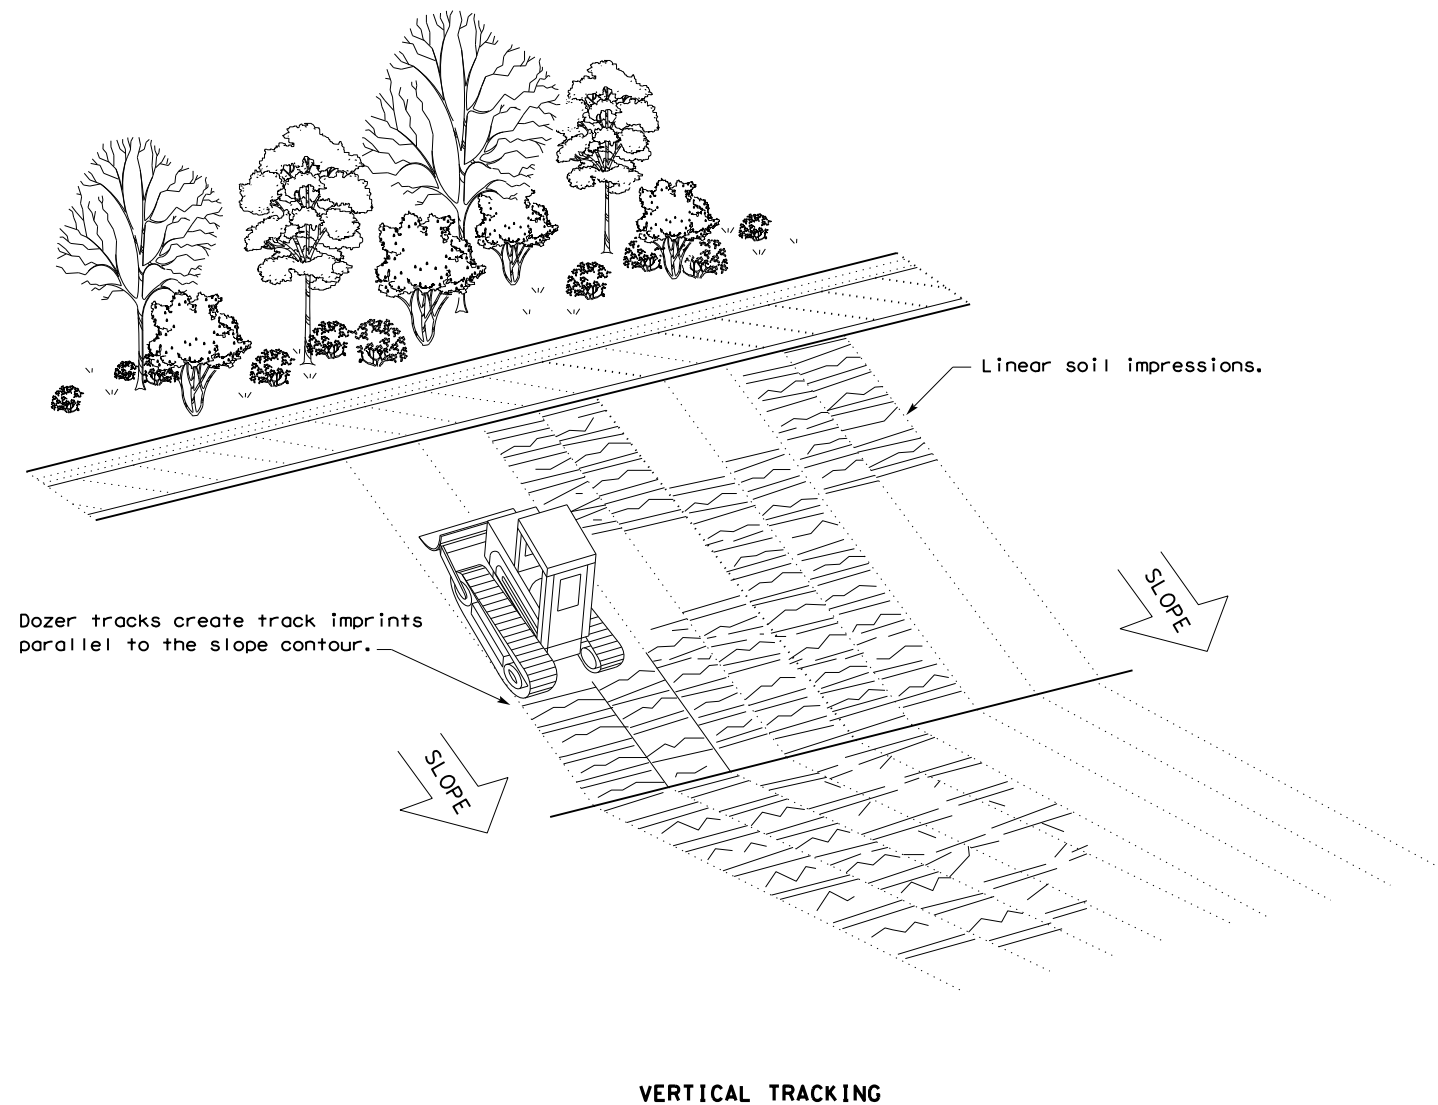 Linear soil impressions.
SLOPE
Dozer tracks create track imprints
parallel to the slope contour.
SLOPE
VERTICAL TRACKING